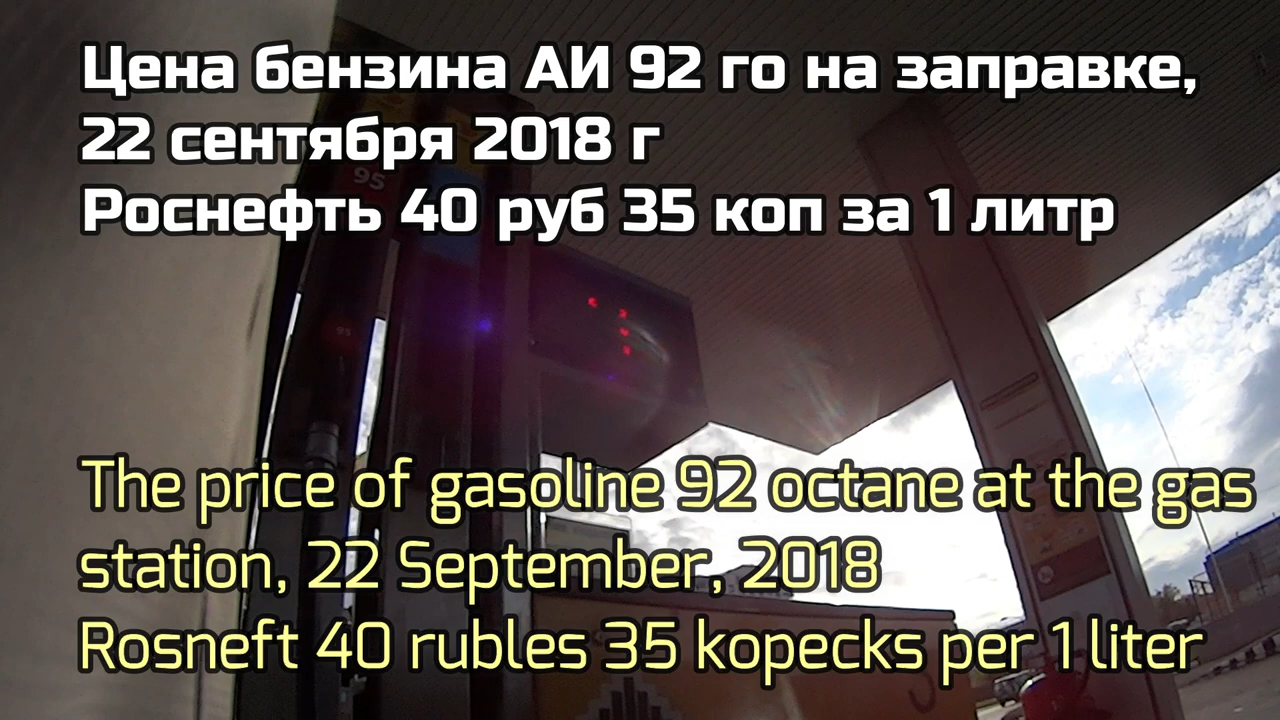 Цена бензина АИ 92 го на заправке,
22 сентября 2018 г
95
Роснефть 40 руб 35 коп за 1 литр
95
The price of gasoline 92 octane at the gas
station, 22 September, 2018
Rosneft 40 rubles 35 kopecks per 1 liter